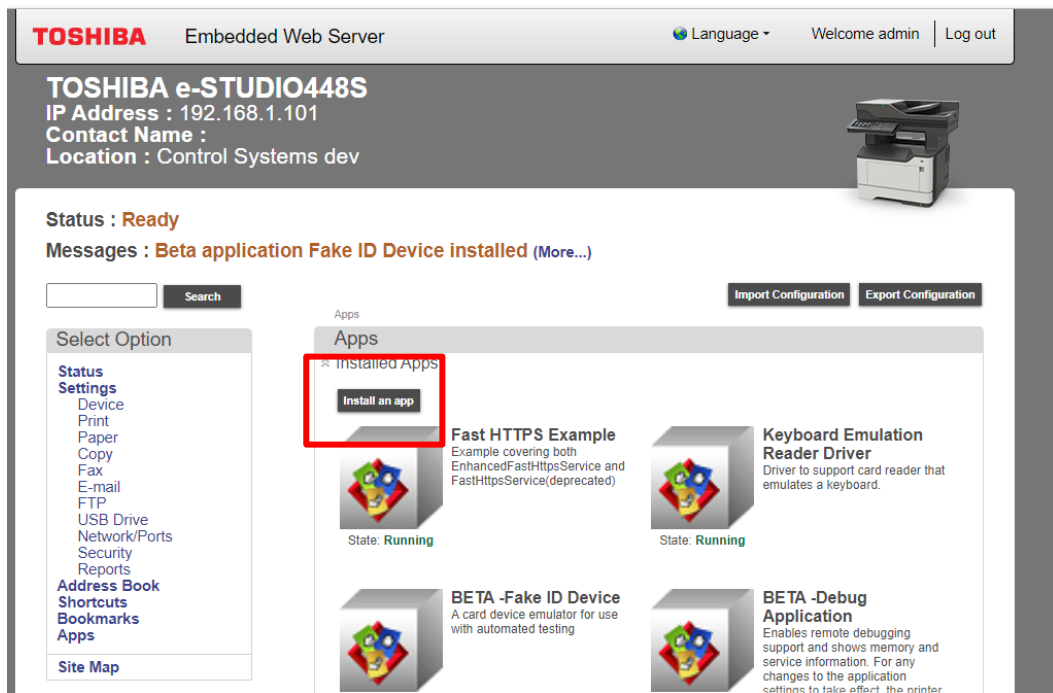 TOSHIBA Embedded Web Server Language Welcome admin Log out
TOSHIBA e-STUDIO448S
IP Address : 192.168.1.101
Contact Name :
Location : Control Systems dev
Status : Ready
Messages : Beta application Fake ID Device installed (More...)
Search
Import Configuration Export Configuration
Apps
Select Option
Status
Settings
Device
Print
Paper
Copy
Fax
E-mail
FTP
USB Drive
Network/Ports
Security
Reports
Address Book
Shortcuts
Bookmarks
Apps
Site Map
Apps
Installed Apps
Install an app
Fast HTTPS Example
Example covering both
EnhancedFastHttpsService and
FastHttpsService(deprecated)
State: Running
Keyboard Emulation
Reader Driver
Driver to support card reader that
emulates a keyboard.
State: Running
BETA -Fake ID Device
A card device emulator for use
with automated testing
BETA -Debug
Application
Enables remote debugging
support and shows memory and
service information. For any
changes to the application
settings to take effect, the printer